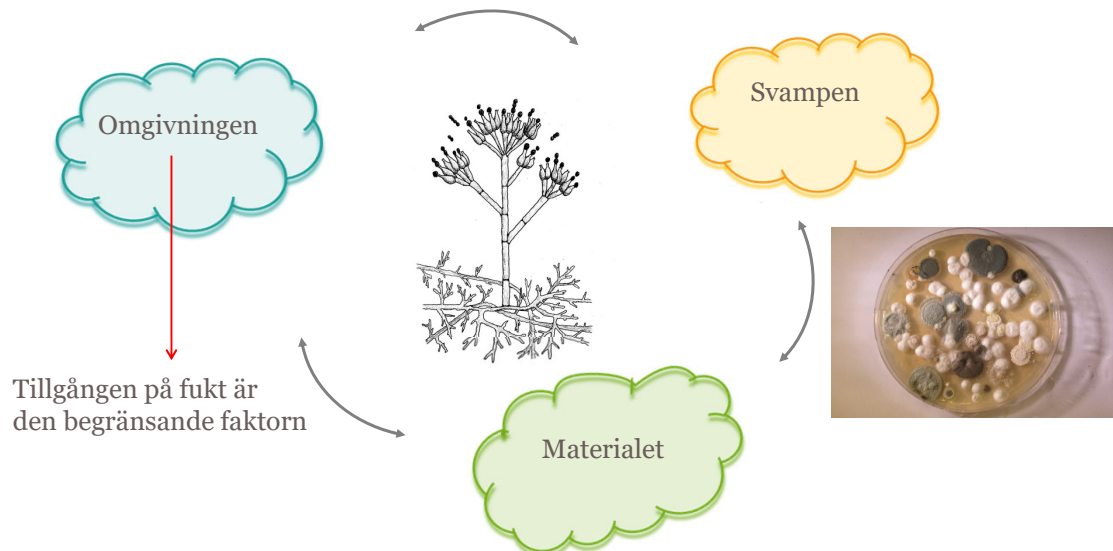 Omgivningen
Svampen
Tillgången på fukt är
den begränsande faktorn
Materialet